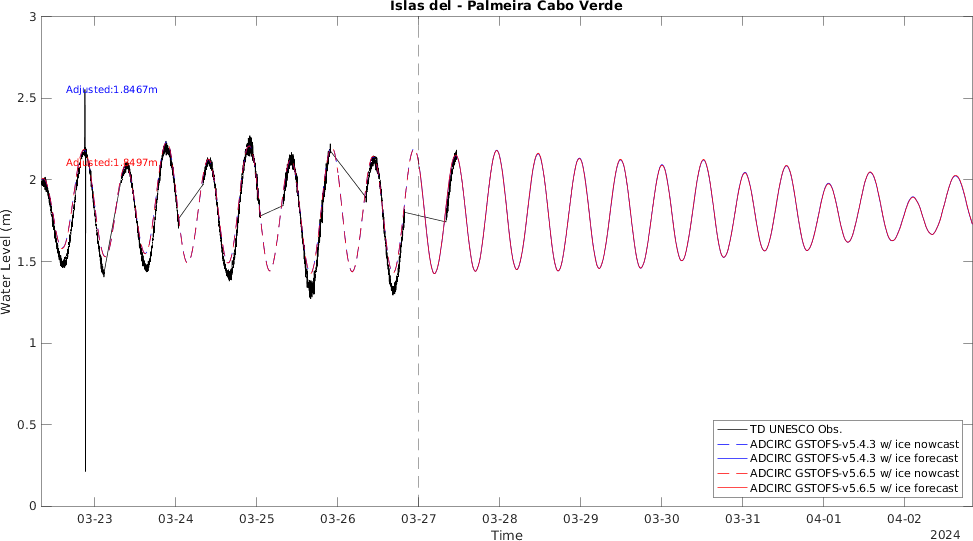 Islas del - Palmeira Cabo Verde
3
2.5
2
1.5
1
0.5
0
Water Level (m)
Adjusted:1.8467m
Adjusted:1.8497m
TD UNESCO Obs.
ADCIRC GSTOFS-v5.4.3 w/ ice nowcast
ADCIRC GSTOFS-v5.4.3 w/ ice forecast
ADCIRC GSTOFS-v5.6.5 w/ ice nowcast
ADCIRC GSTOFS-v5.6.5 w/ ice forecast
03-23 03-24 03-25 03-26 03-27 03-28 03-29 03-30 03-31 04-01 04-02
Time
2024